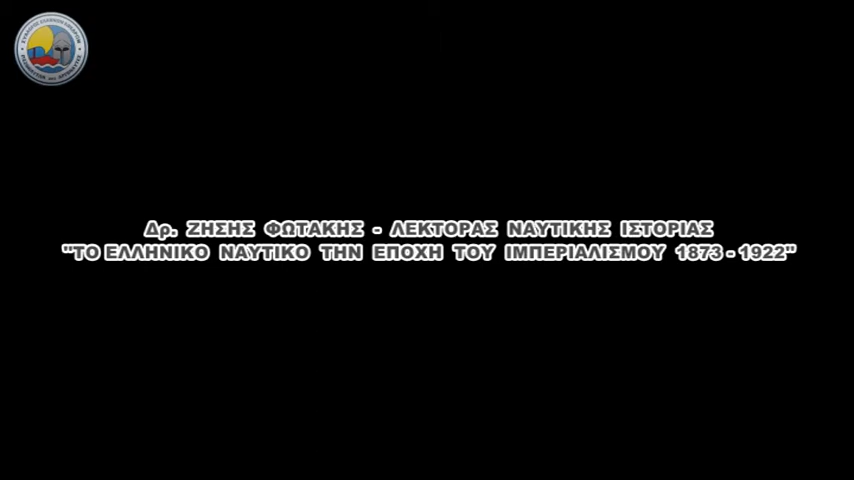 Δρ. ΖΗΣΗΣ ΦΩΤΑΚΗΣ - ΛΕΚΤΟΡΑΣ ΝΑΥΤΙΚΗΣ ΙΣΤΟΡΙΑΣ
"ΤΟ ΕΛΛΗΝΙΚΟ ΝΑΥΤΙΚΟ ΤΗΝ ΕΠΟΧΗ ΤΟΥ ΙΜΠΕΡΙΑΛΙΣΜΟΥ 1873 - 1922"